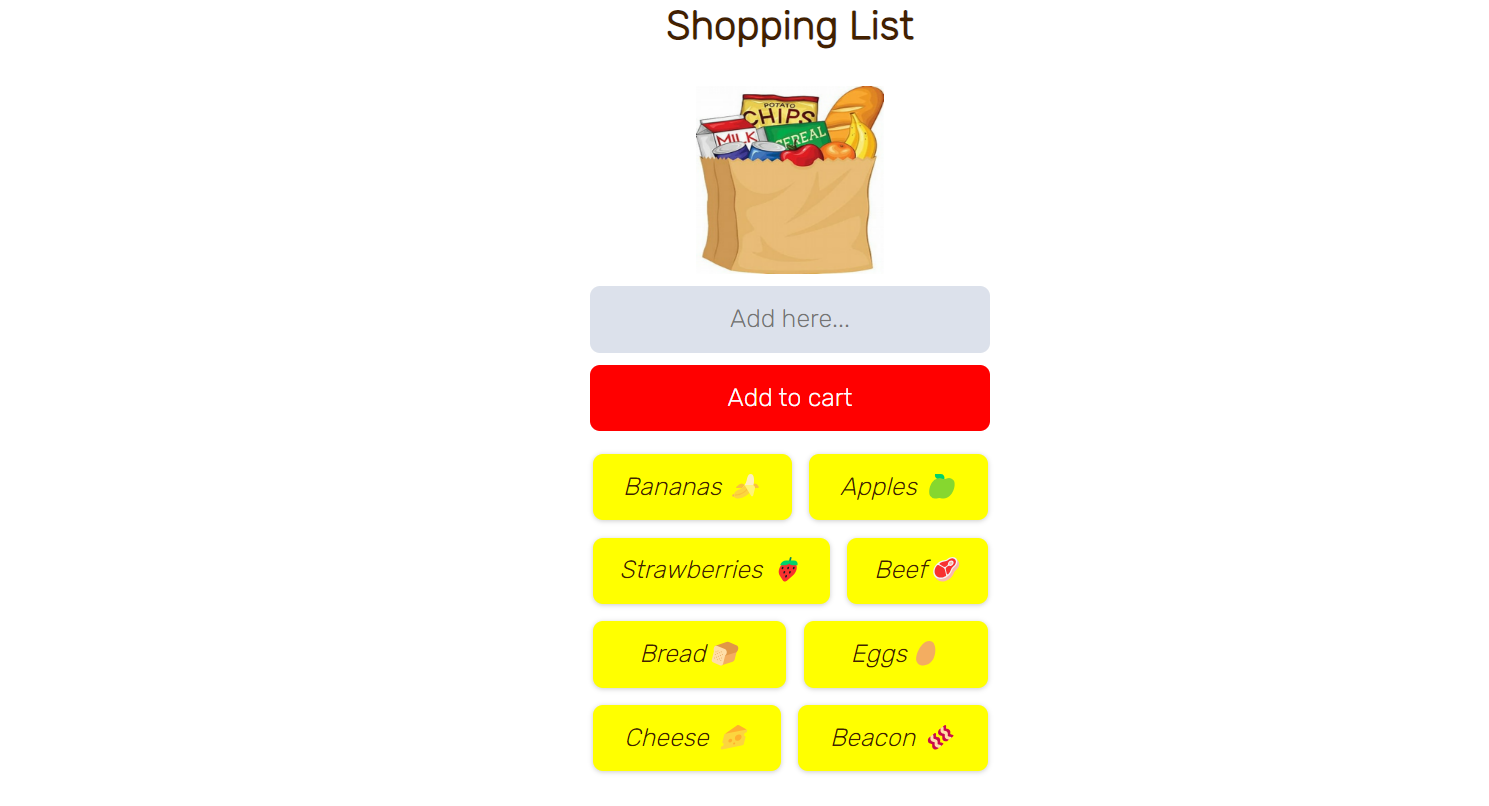 Shopping List
POTATO
CHIPS
MILK
CEREAL
Add here...
Add to cart
Bananas 🍌
Apples 🍏
Strawberries 🍓
Beef🥩
Bread🍞
Eggs🥚
Cheese 🧀
Beacon 🥓